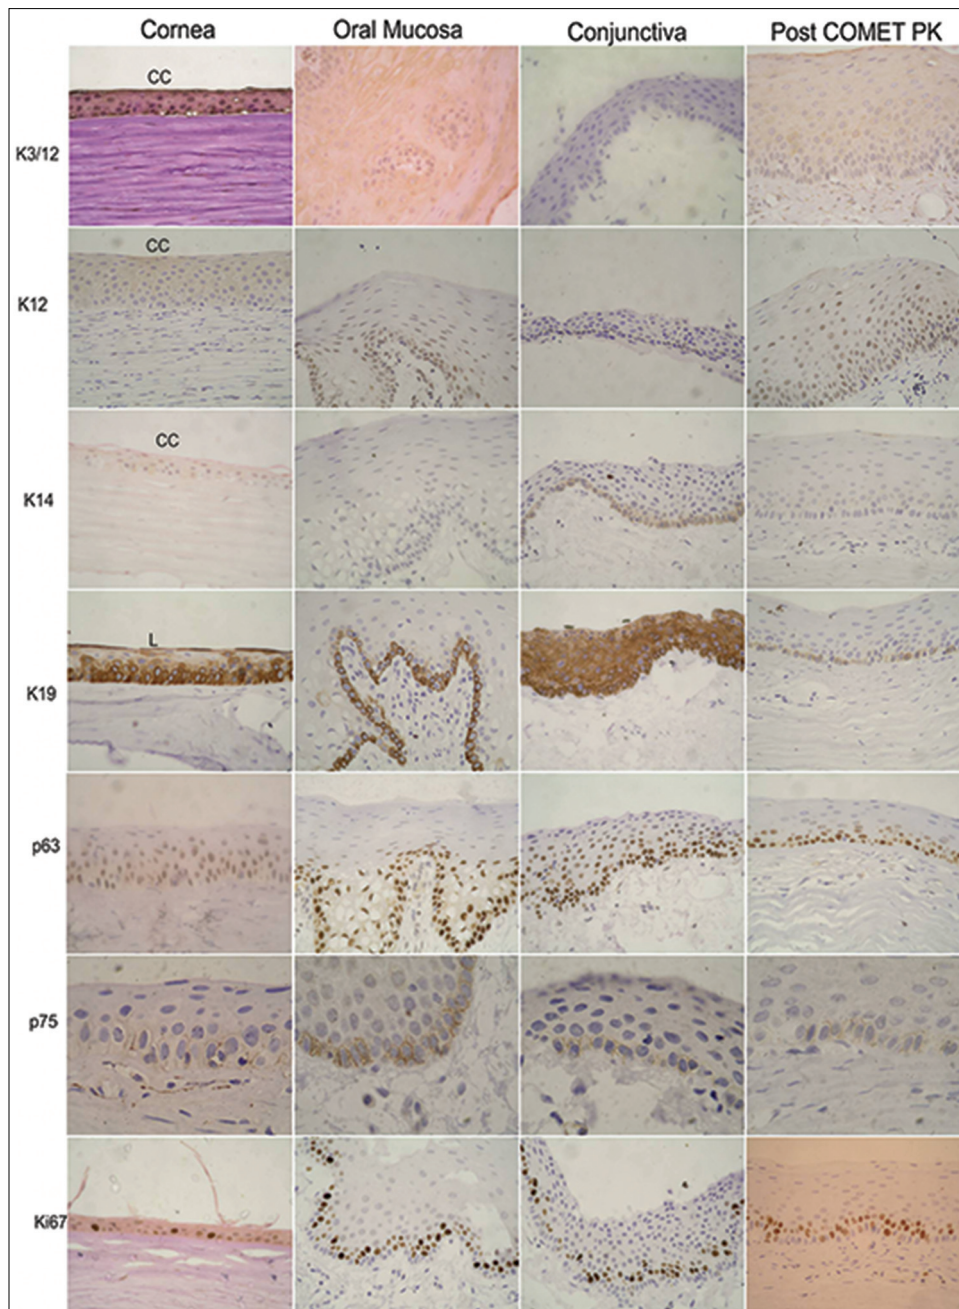 Cornea Oral Mucosa Conjunctiva Post COMET PK
CC
K3/12
CC
K12
CC
K14
L
K19
p63
p75
Ki67